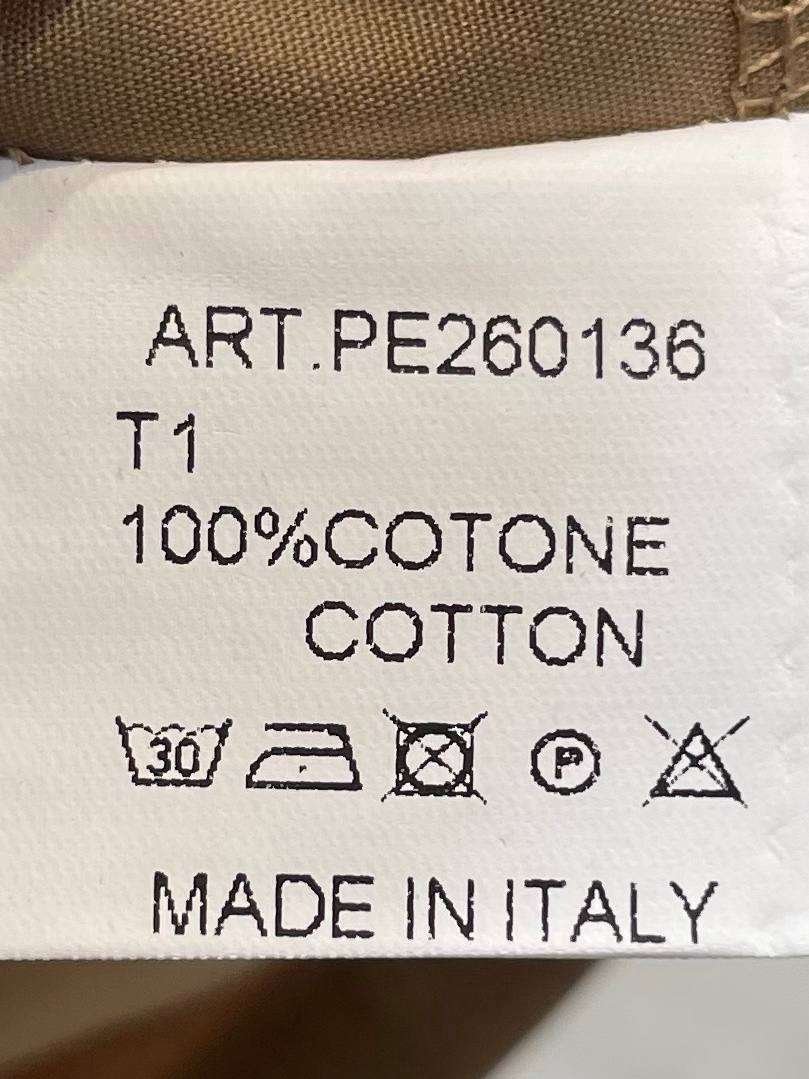 ART.PE260136
T1
100%COTONE
COTTON
30 P
MADE IN ITALY